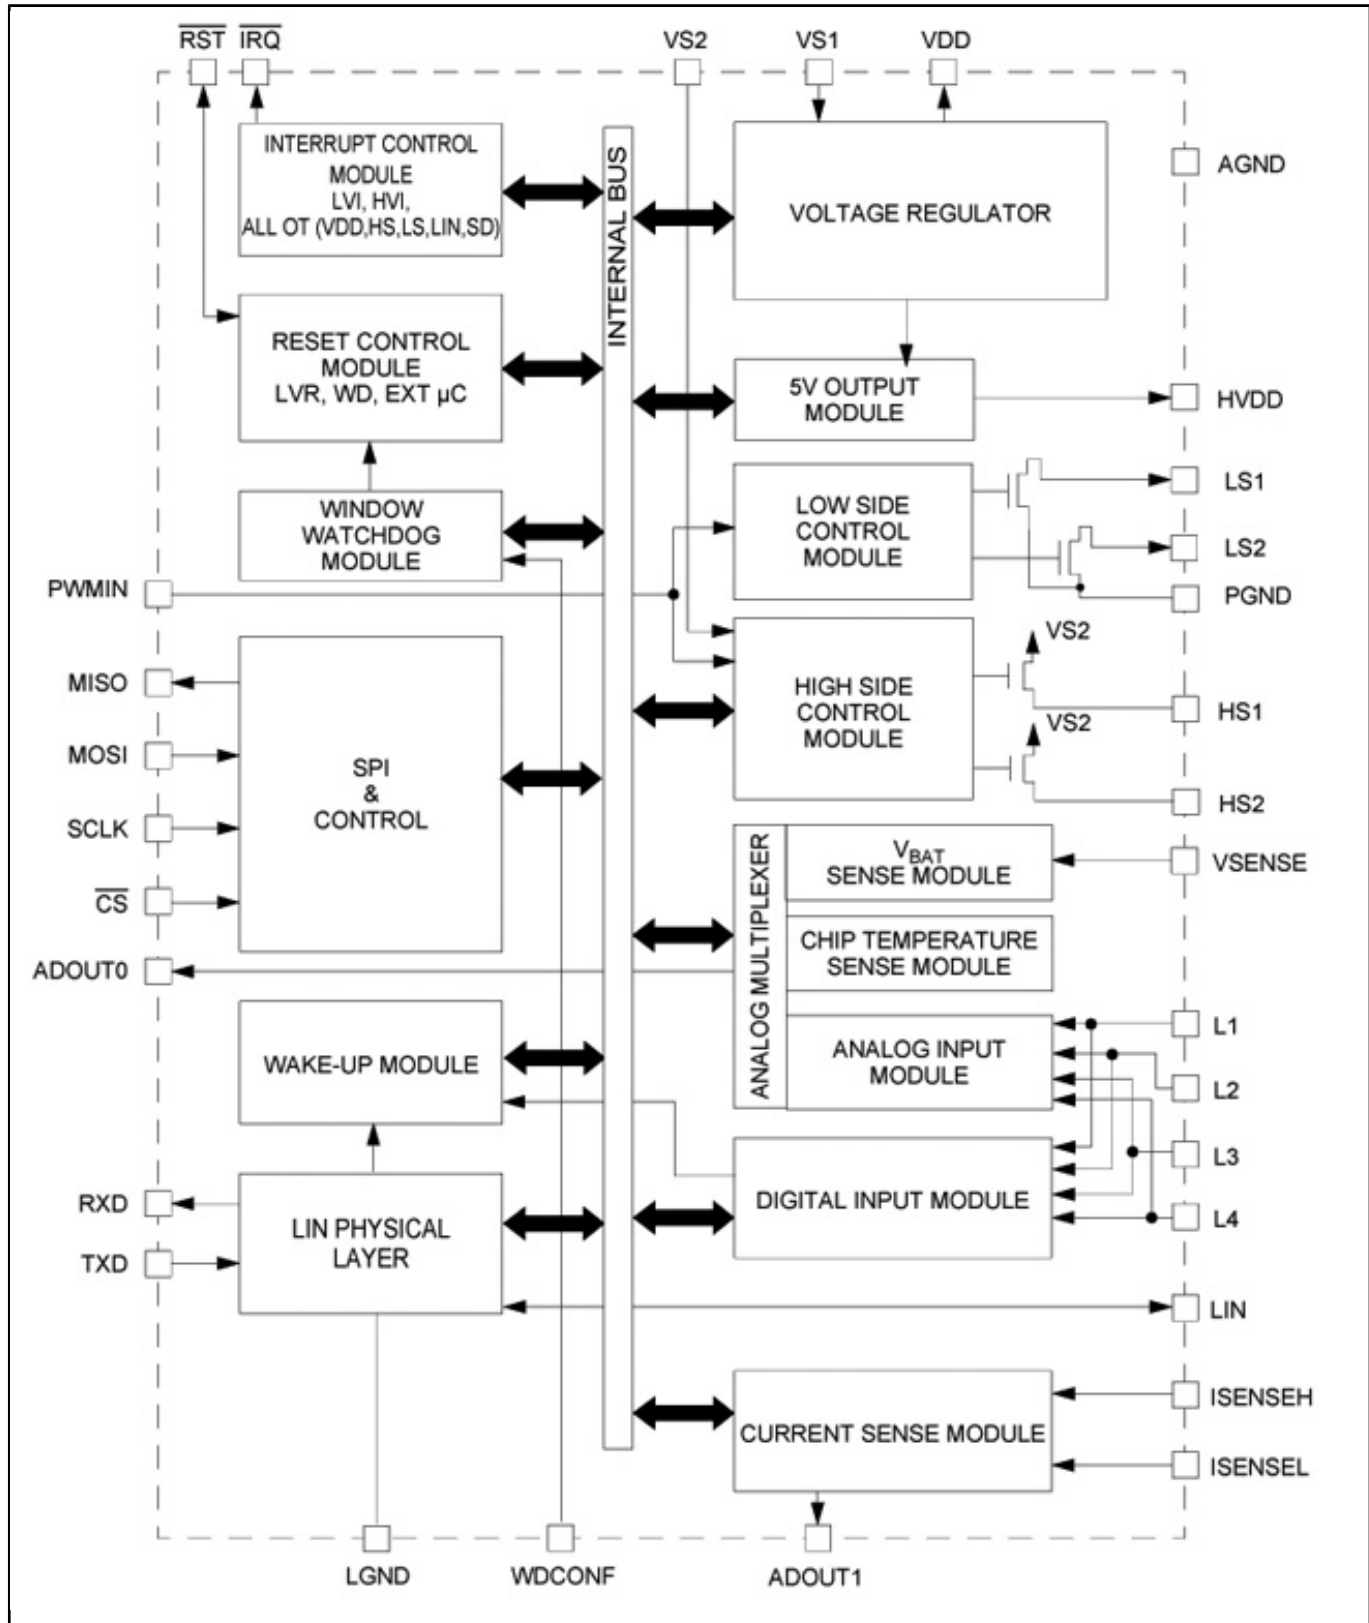 RST IRQ VS2 VS1 VDD
AGND
INTERRUPT CONTROL
MODULE
LVI, HVI,
ALL OT (VDD,HS,LS,LIN,SD)
INTERNAL BUS
VOLTAGE REGULATOR
RESET CONTROL
MODULE
LVR, WD, EXT µC
5V OUTPUT
MODULE
HVDD
WINDOW
WATCHDOG
MODULE
LOW SIDE
CONTROL
MODULE
LS1
LS2
PGND
PWMIN
VS2
HIGH SIDE
CONTROL
MODULE
HS1
VS2
HS2
MISO
MOSI
SCLK
CS
SPI
&
CONTROL
ADOUT0
ANALOG MULTIPLEXER
VBAT
SENSE MODULE
VSENSE
CHIP TEMPERATURE
SENSE MODULE
ANALOG INPUT
MODULE
L1
L2
L3
L4
WAKE-UP MODULE
DIGITAL INPUT MODULE
RXD
TXD
LIN PHYSICAL
LAYER
LIN
CURRENT SENSE MODULE
ISENSEH
ISENSEL
LGND WDCONF ADOUT1